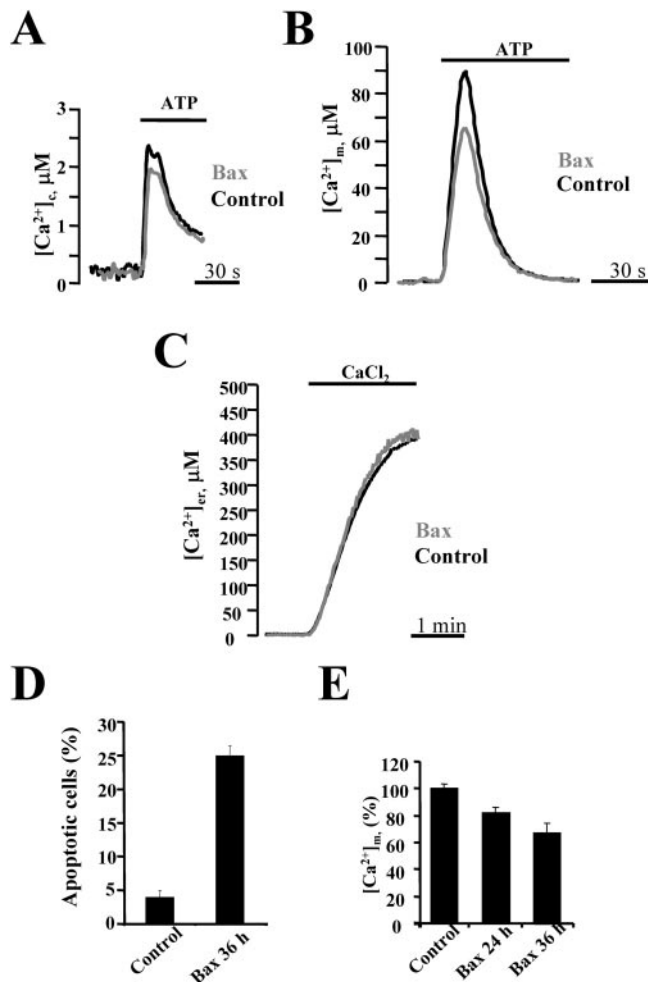 A
ATP
3
2
1
0
[Ca²⁺]c, μM
Bax
Control
30 s
B
ATP
100
80
60
40
20
0
[Ca²⁺]m, μM
Bax
Control
30 s
C
CaCl₂
500
450
400
350
300
250
200
150
100
50
0
[Ca²⁺]er, μM
Bax
Control
1 min
D
30
25
20
15
10
5
0
Apoptotic cells (%)
Control
Bax 36 h
E
120
100
80
60
40
20
0
[Ca²⁺]m, (%)
Control
Bax 24 h
Bax 36 h